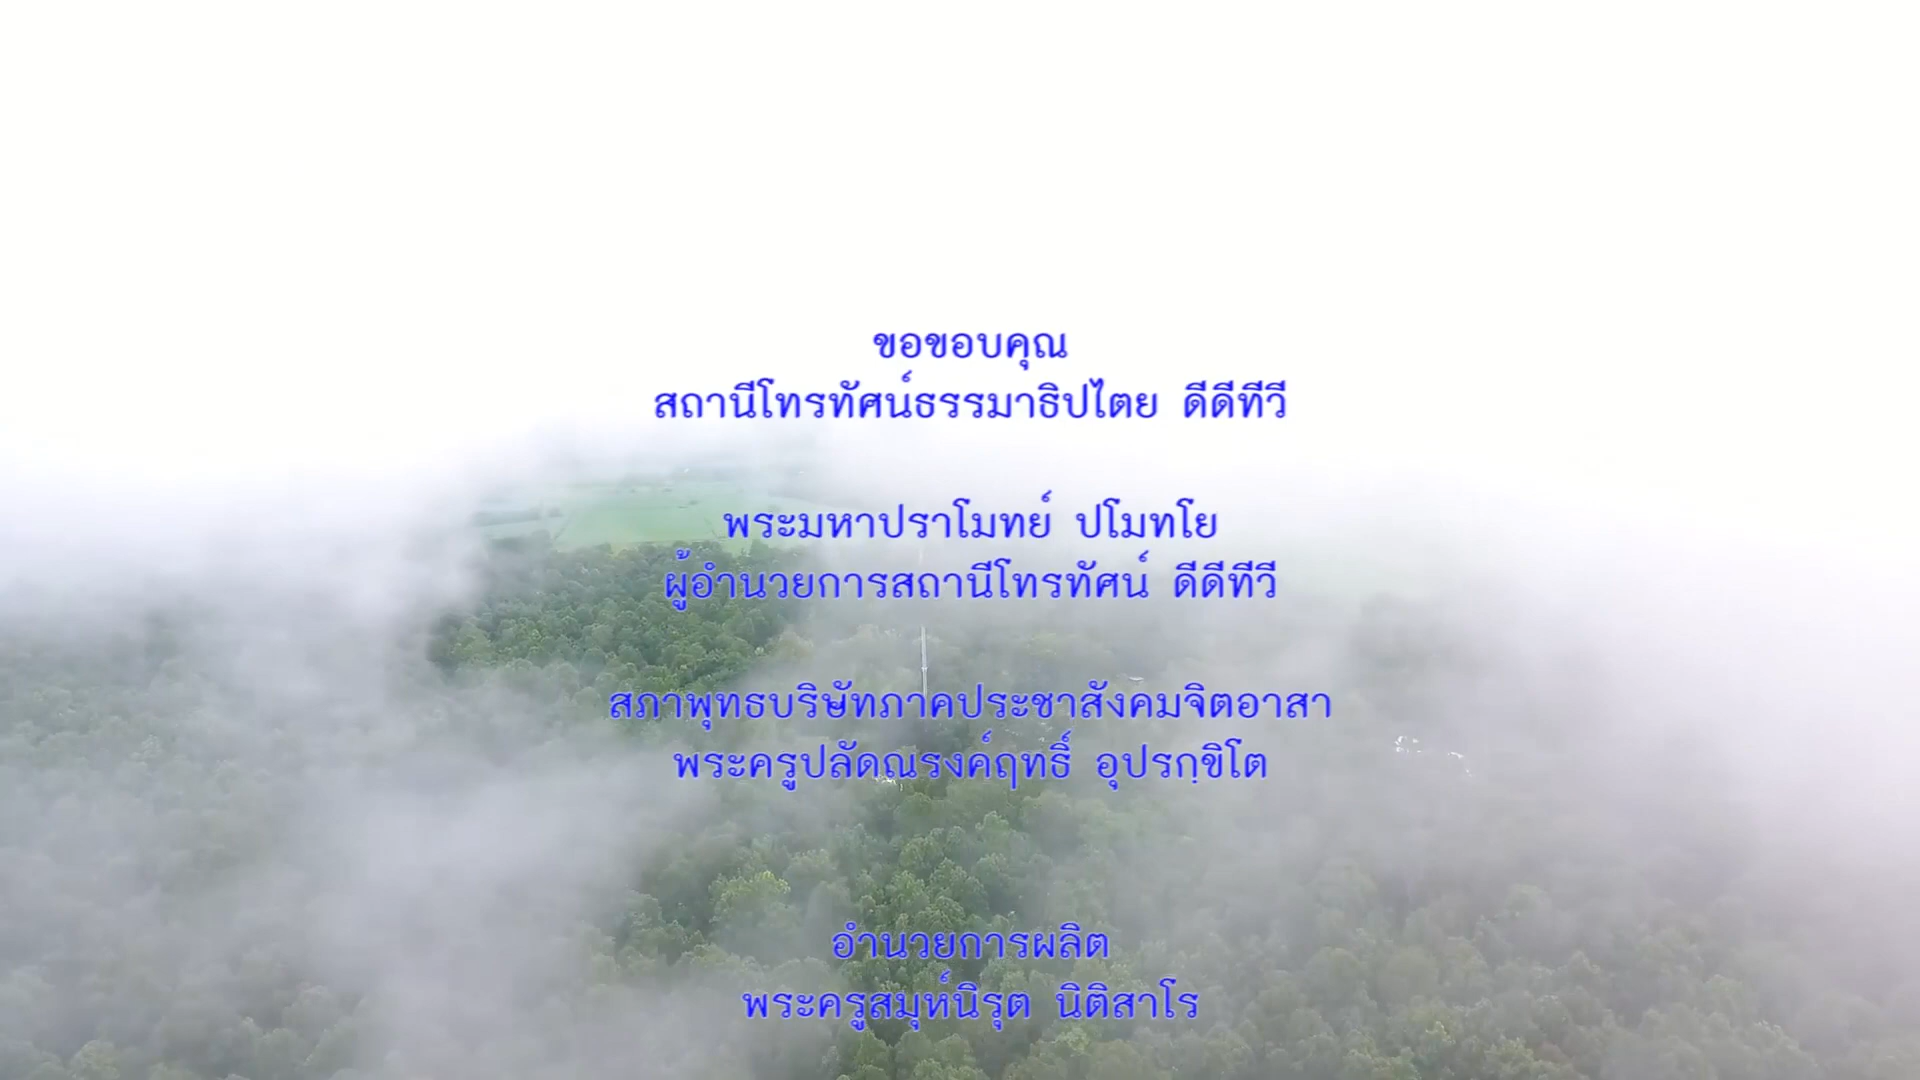 ขอขอบคุณ
สถานีโทรทัศน์ธรรมาธิปไตย ดีดีทีวี
พระมหาปราโมทย์ ปโมทโย
ผู้อำนวยการสถานีโทรทัศน์ ดีดีทีวี
สภาพุทธบริษัทภาคประชาสังคมจิตอาสา
พระครูปลัดณรงค์ฤทธิ์ อุปรกฺขิโต
อำนวยการผลิต
พระครูสมุห์นิรุต นิติสาโร